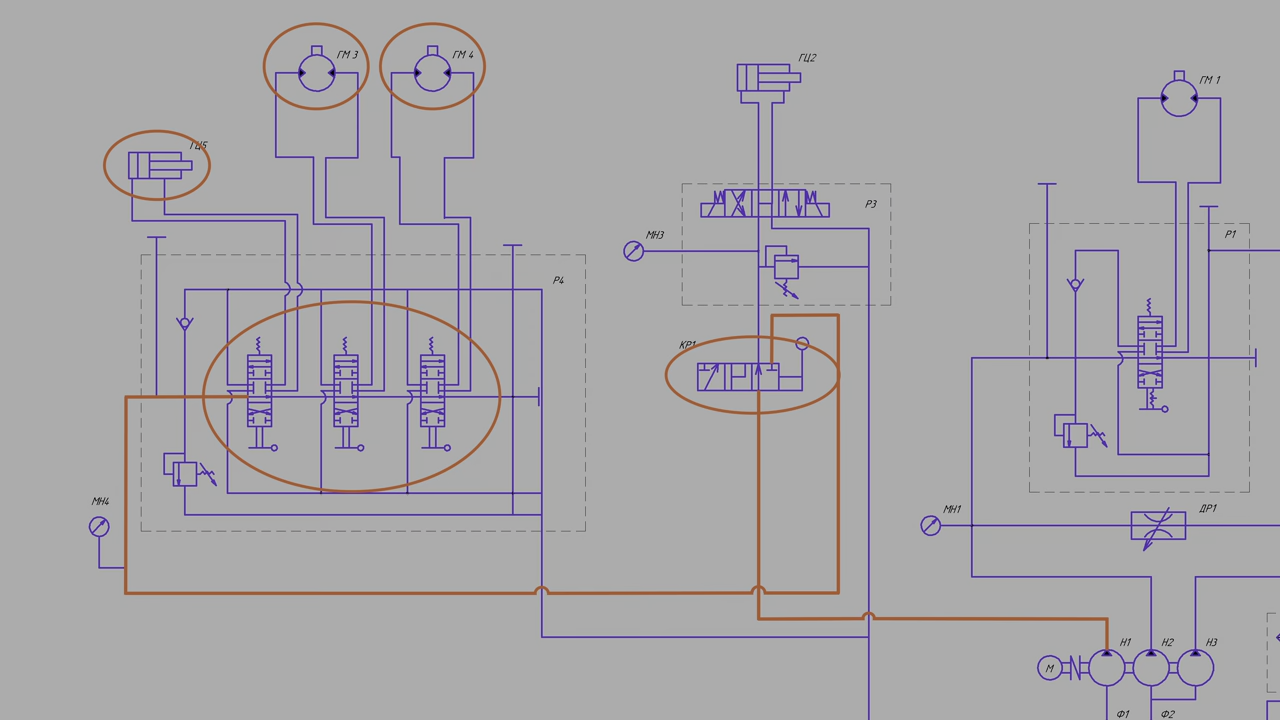 ГМ 3
ГМ 4
ГЦ2
ГМ 1
ГЦ5
Р3
МН3
Р1
Р4
КР1
МН4
МН1
ДР1
Н1
Н2
Н3
М
Ф1
Ф2